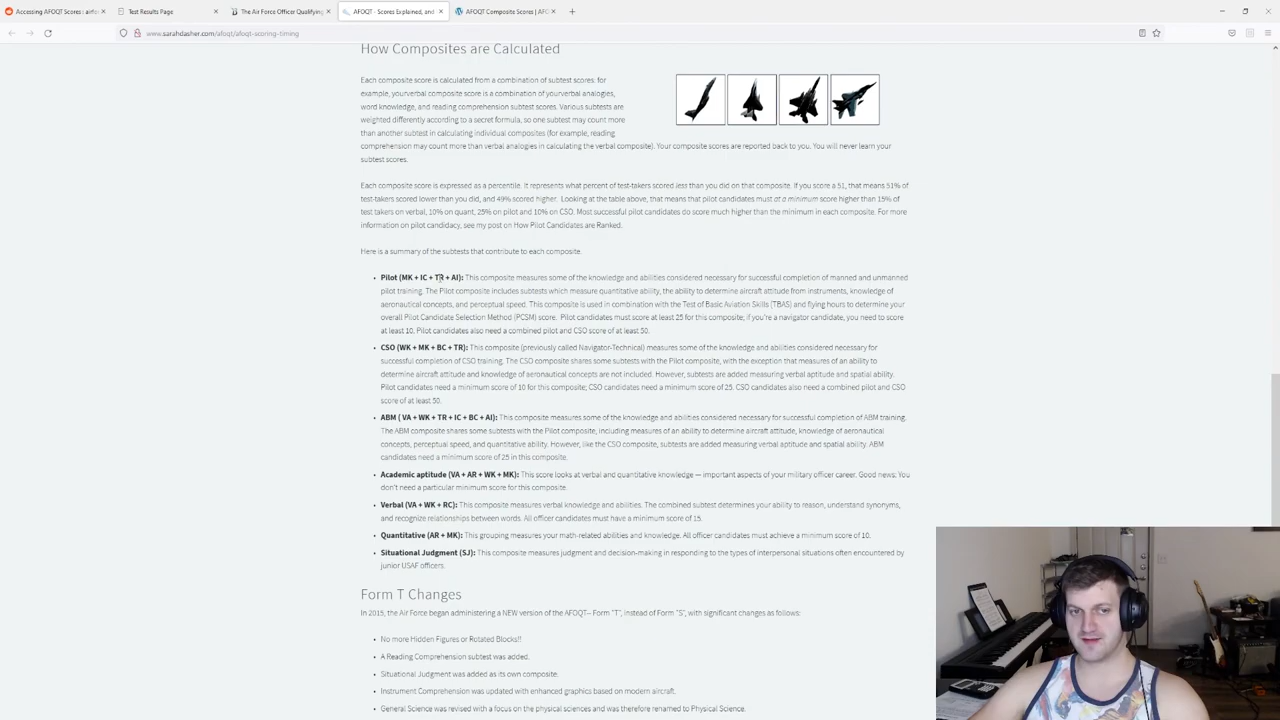 Accessing AFOQT Scores : airfo
Test Results Page
The Air Force Officer Qualifying
AFOQT - Scores Explained, and
AFOQT Composite Scores | AFO
www.sarahdasher.com/afoqt/afoqt-scoring-timing
How Composites are Calculated
Each composite score is calculated from a combination of subtest scores: for
example, yourverbal composite score is a combination of yourverbal analogies,
word knowledge, and reading comprehension subtest scores. Various subtests are
weighted differently according to a secret formula, so one subtest may count more
than another subtest in calculating individual composites (for example, reading
comprehension may count more than verbal analogies in calculating the verbal composite). Your composite scores are reported back to you. You will never learn your
subtest scores.
Each composite score is expressed as a percentile. It represents what percent of test-takers scored less than you did on that composite. If you score a 51, that means 51% of
test-takers scored lower than you did, and 49% scored higher. Looking at the table above, that means that pilot candidates must at a minimum score higher than 15% of
test takers on verbal, 10% on quant, 25% on pilot and 10% on CSO. Most successful pilot candidates do score much higher than the minimum in each composite. For more
information on pilot candidacy, see my post on How Pilot Candidates are Ranked.
Here is a summary of the subtests that contribute to each composite.
• Pilot (MK + IC + TR + AI): This composite measures some of the knowledge and abilities considered necessary for successful completion of manned and unmanned
pilot training. The Pilot composite includes subtests which measure quantitative ability, the ability to determine aircraft attitude from instruments, knowledge of
aeronautical concepts, and perceptual speed. This composite is used in combination with the Test of Basic Aviation Skills (TBAS) and flying hours to determine your
overall Pilot Candidate Selection Method (PCSM) score. Pilot candidates must score at least 25 for this composite; if you're a navigator candidate, you need to score
at least 10. Pilot candidates also need a combined pilot and CSO score of at least 50.
• CSO (WK + MK + BC + TR): This composite (previously called Navigator-Technical) measures some of the knowledge and abilities considered necessary for
successful completion of CSO training. The CSO composite shares some subtests with the Pilot composite, with the exception that measures of an ability to
determine aircraft attitude and knowledge of aeronautical concepts are not included. However, subtests are added measuring verbal aptitude and spatial ability.
Pilot candidates need a minimum score of 10 for this composite; CSO candidates need a minimum score of 25. CSO candidates also need a combined pilot and CSO
score of at least 50.
• ABM ( VA + WK + TR + IC + BC + AI): This composite measures some of the knowledge and abilities considered necessary for successful completion of ABM training.
The ABM composite shares some subtests with the Pilot composite, including measures of an ability to determine aircraft attitude, knowledge of aeronautical
concepts, perceptual speed, and quantitative ability. However, like the CSO composite, subtests are added measuring verbal aptitude and spatial ability. ABM
candidates need a minimum score of 25 in this composite.
• Academic aptitude (VA + AR + WK + MK): This score looks at verbal and quantitative knowledge — important aspects of your military officer career. Good news: You
don't need a particular minimum score for this composite.
• Verbal (VA + WK + RC): This composite measures verbal knowledge and abilities. The combined subtest determines your ability to reason, understand synonyms,
and recognize relationships between words. All officer candidates must have a minimum score of 15.
• Quantitative (AR + MK): This grouping measures your math-related abilities and knowledge. All officer candidates must achieve a minimum score of 10.
• Situational Judgment (SJ): This composite measures judgment and decision-making in responding to the types of interpersonal situations often encountered by
junior USAF officers.
Form T Changes
In 2015, the Air Force began administering a NEW version of the AFOQT– Form "T", instead of Form "S", with significant changes as follows:
• No more Hidden Figures or Rotated Blocks!!
• A Reading Comprehension subtest was added.
• Situational Judgment was added as its own composite.
• Instrument Comprehension was updated with enhanced graphics based on modern aircraft.
• General Science was revised with a focus on the physical sciences and was therefore renamed to Physical Science.